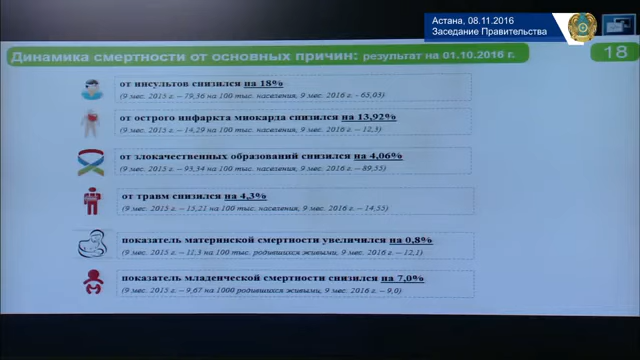 Астана, 08.11.2016
Заседание Правительства
Динамика смертности от основных причин: результат на 01.10.2016 г.
18
от инсультов снизился на 18%
(9 мес. 2015 г. – 79,36 на 100 тыс. населения, 9 мес. 2016 г. - 65,03)
от острого инфаркта миокарда снизился на 13,92%
(9 мес. 2015 г. – 14,29 на 100 тыс. населения, 9 мес. 2016 г. – 12,3)
от злокачественных образований снизился на 4,06%
(9 мес. 2015 г. – 93,34 на 100 тыс. населения, 9 мес. 2016 г. – 89,55)
от травм снизился на 4,3%
(9 мес. 2015 г. – 15,21 на 100 тыс. населения, 9 мес. 2016 г. – 14,55)
показатель материнской смертности увеличился на 0,8%
(9 мес. 2015 г. – 11,3 на 100 тыс. родившихся живыми, 9 мес. 2016 г. – 12,1)
показатель младенческой смертности снизился на 7,0%
(9 мес. 2015 г. – 9,67 на 1000 родившихся живыми, 9 мес. 2016 г. – 9,0)